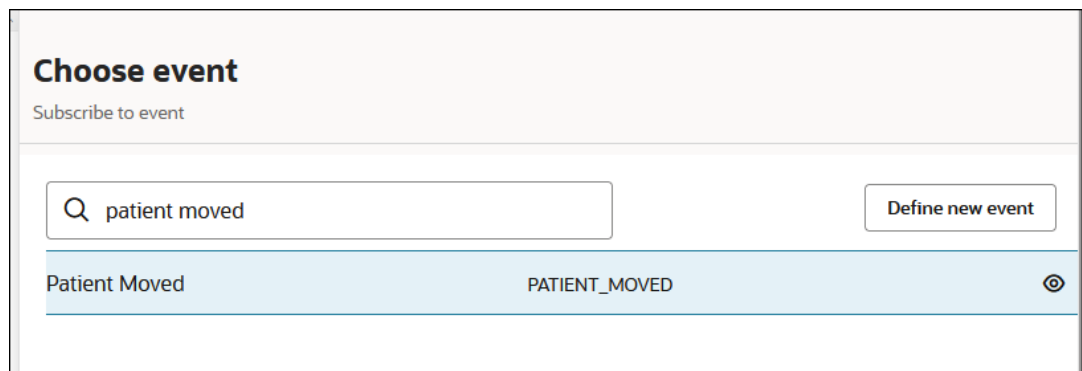 Choose event
Subscribe to event
patient moved
Define new event
Patient Moved PATIENT_MOVED